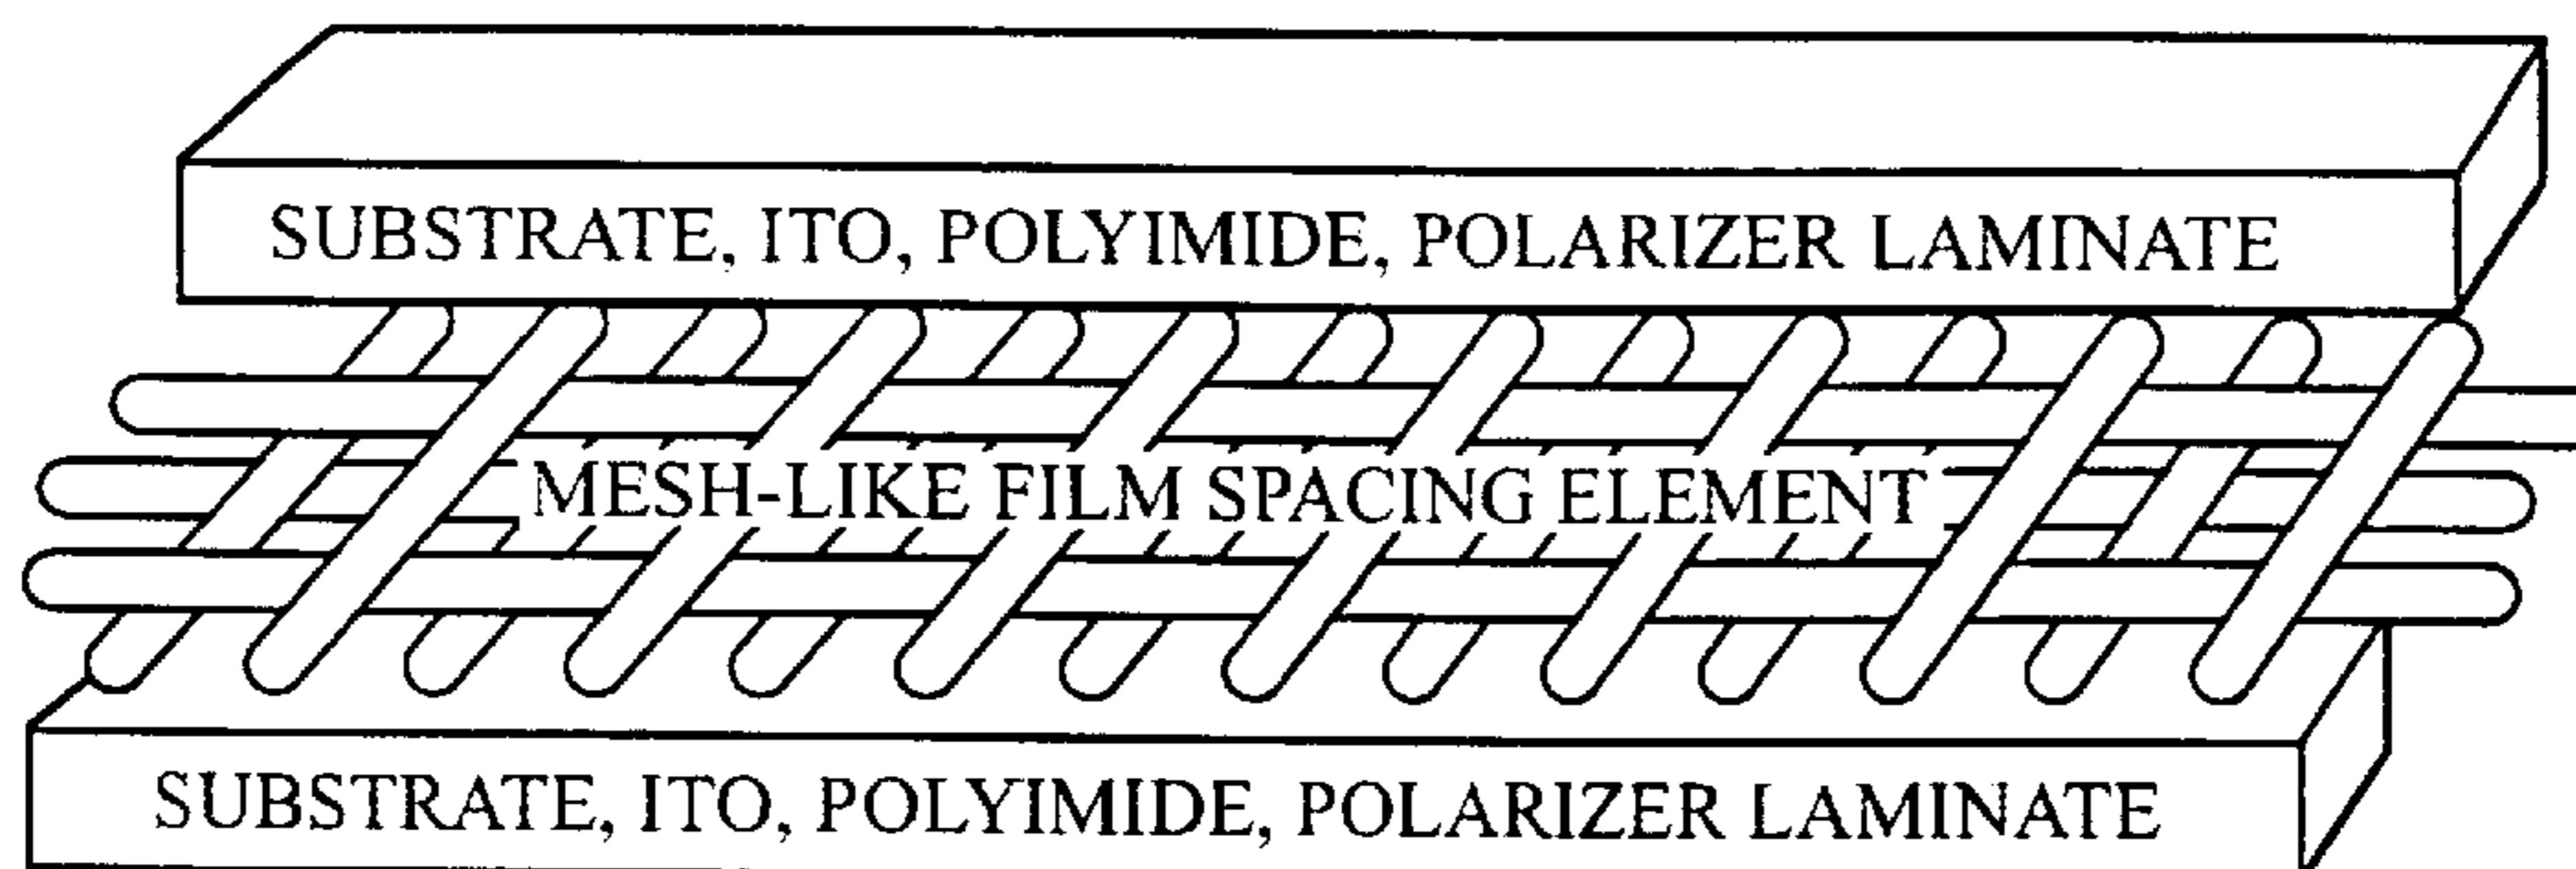 SUBSTRATE, ITO, POLYIMIDE, POLARIZER LAMINATE
MESH-LIKE FILM SPACING ELEMENT
SUBSTRATE, ITO, POLYIMIDE, POLARIZER LAMINATE